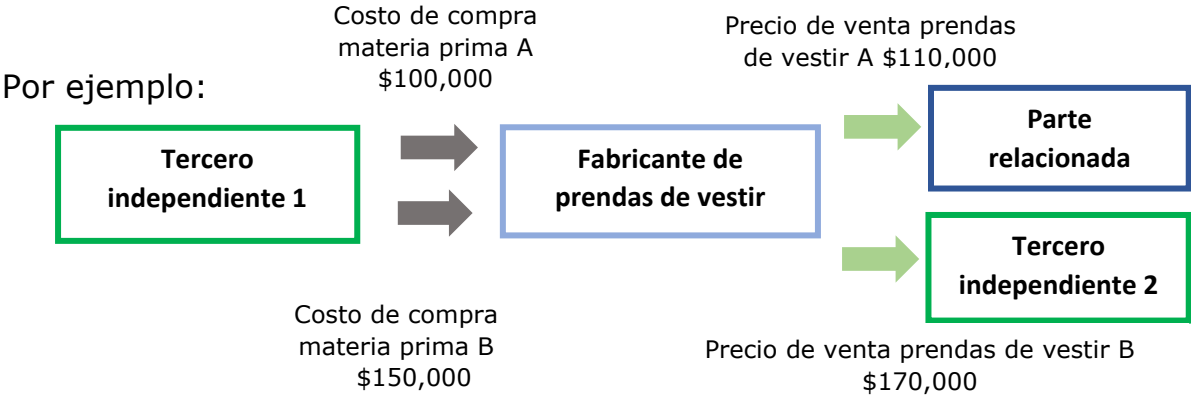 Costo de compra
materia prima A
$100,000
Precio de venta prendas
de vestir A $110,000
Por ejemplo:
Tercero
independiente 1
Fabricante de
prendas de vestir
Parte
relacionada
Tercero
independiente 2
Costo de compra
materia prima B
$150,000
Precio de venta prendas de vestir B
$170,000